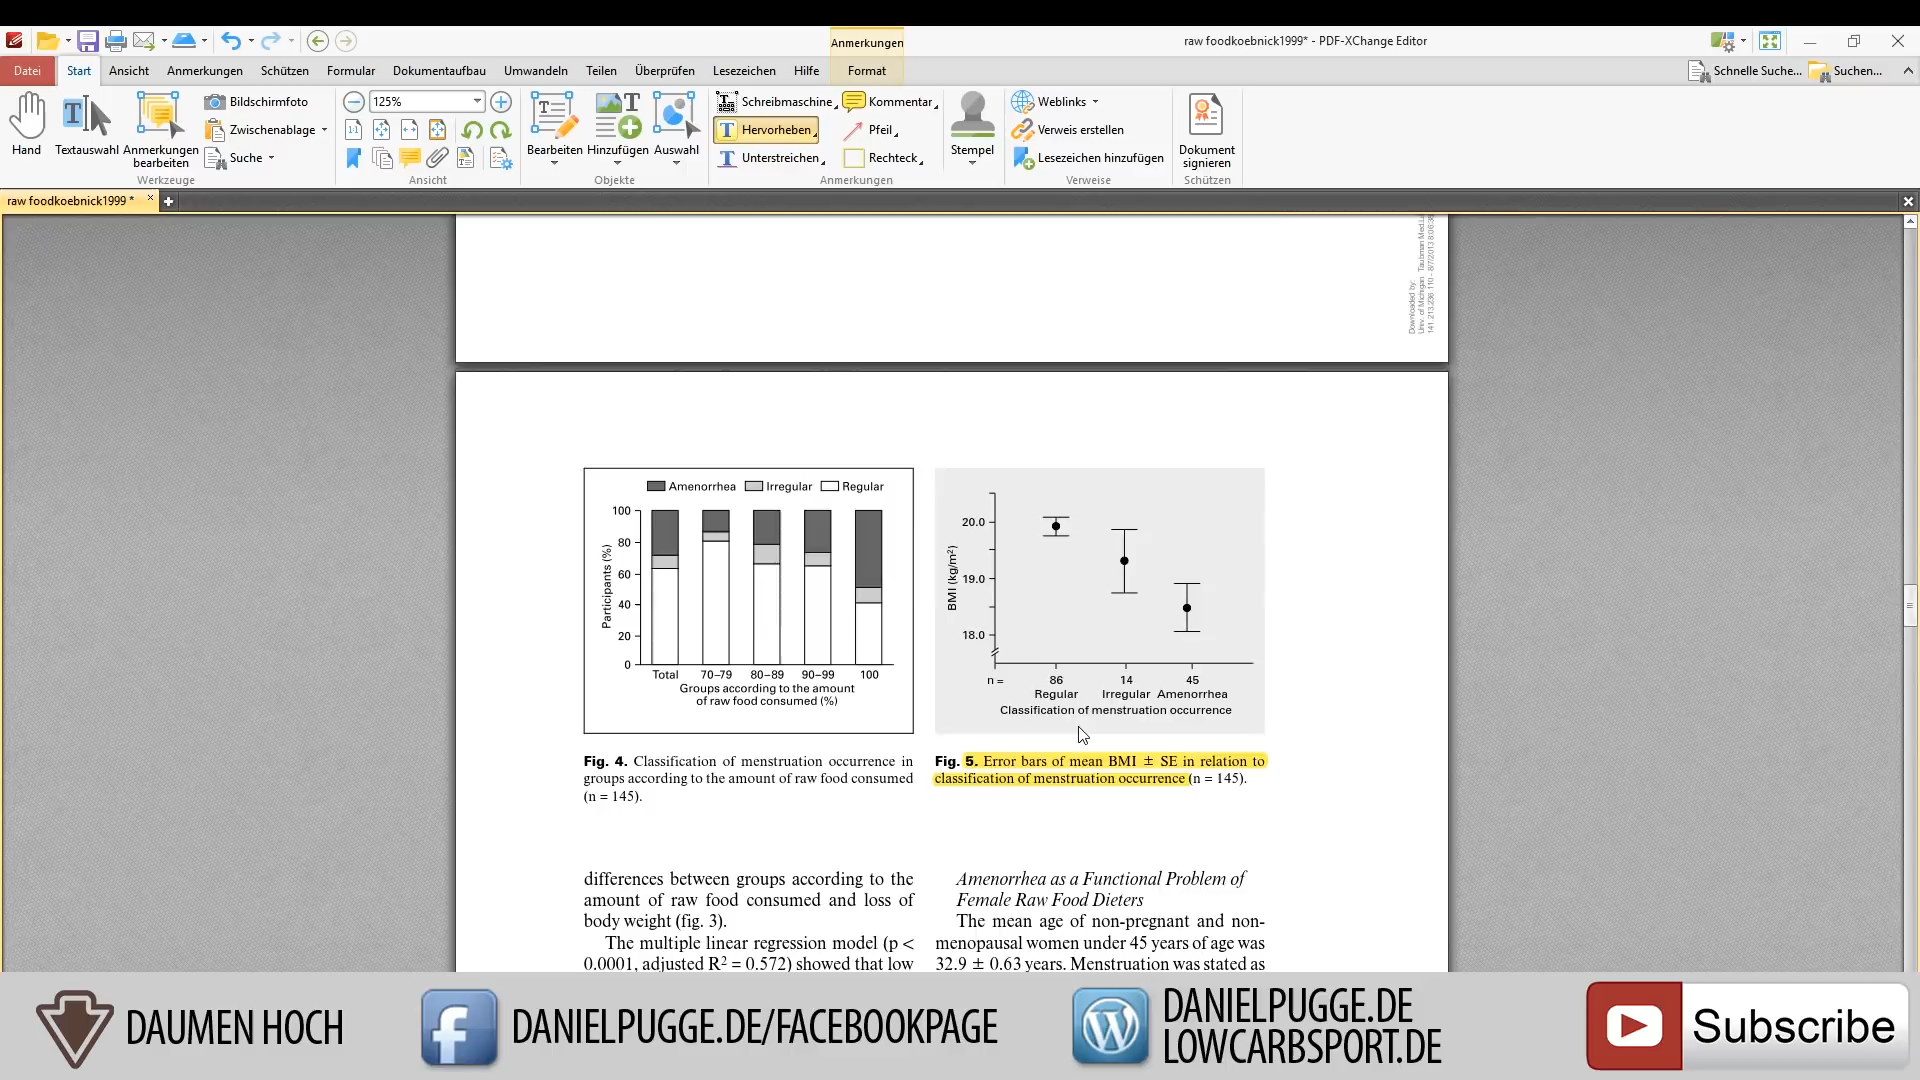 Anmerkungen
raw foodkoebnick1999* - PDF-XChange Editor
Datei
Start
Ansicht
Anmerkungen
Schützen
Formular
Dokumentaufbau
Umwandeln
Teilen
Überprüfen
Lesezeichen
Hilfe
Format
Schnelle Suche...
Suchen...
Hand
Textauswahl
Anmerkungen
bearbeiten
Bildschirmfoto
Zwischenablage
Suche
Werkzeuge
125%
Ansicht
Bearbeiten
Hinzufügen
Auswahl
Objekte
Schreibmaschine
Hervorheben
Unterstreichen
Kommentar
Pfeil
Rechteck
Stempel
Anmerkungen
Weblinks
Verweis erstellen
Lesezeichen hinzufügen
Verweise
Dokument
signieren
Schützen
raw foodkoebnick1999 *
Downloaded by:
Univ. of Michigan Taubman Med.Li
Amenorrhea
Irregular
Regular
Participants (%)
100
80
60
40
20
0
Total 70–79 80–89 90–99 100
Groups according to the amount
of raw food consumed (%)
BMI (kg/m²)
20.0
19.0
18.0
n = 86 14 45
Regular Irregular Amenorrhea
Classification of menstruation occurrence
Fig. 4. Classification of menstruation occurrence in
groups according to the amount of raw food consumed
(n = 145).
Fig. 5. Error bars of mean BMI ± SE in relation to
classification of menstruation occurrence (n = 145).
differences between groups according to the
amount of raw food consumed and loss of
body weight (fig. 3).
The multiple linear regression model (p <
0.0001, adjusted R² = 0.572) showed that low
Amenorrhea as a Functional Problem of
Female Raw Food Dieters
The mean age of non-pregnant and non-
menopausal women under 45 years of age was
32.9 ± 0.63 years. Menstruation was stated as
DAUMEN HOCH
DANIELPUGGE.DE/FACEBOOKPAGE
DANIELPUGGE.DE
LOWCARBSPORT.DE
Subscribe